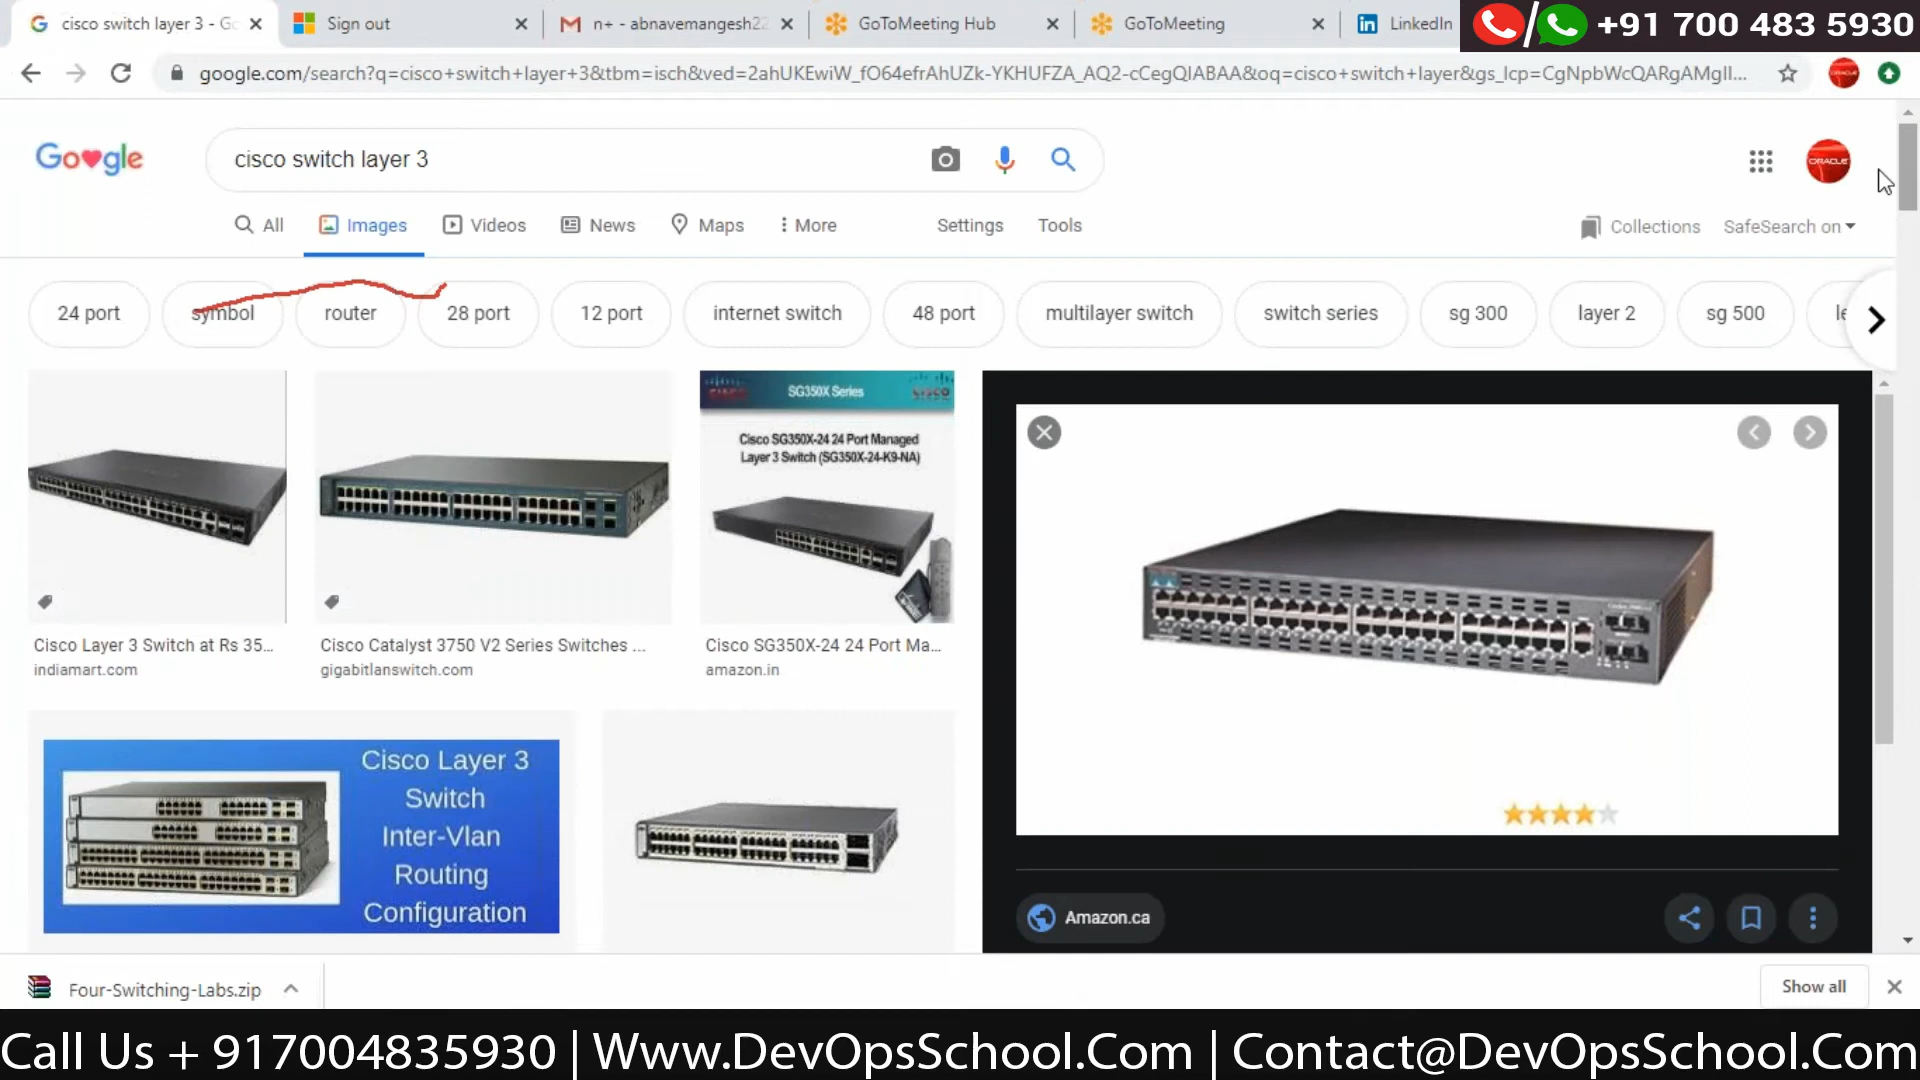 cisco switch layer 3 - Go
Sign out
n+ - abnavemangesh22
GoToMeeting Hub
GoToMeeting
LinkedIn
+91 700 483 5930
google.com/search?q=cisco+switch+layer+3&tbm=isch&ved=2ahUKEwiW_fO64efrAhUZk-YKHUFZA_AQ2-cCegQIABAA&oq=cisco+switch+layer&gs_lcp=CgNpbWcQARgAMgII...
Google
cisco switch layer 3
ORACLE
All
Images
Videos
News
Maps
More
Settings
Tools
Collections
SafeSearch on
24 port
symbol
router
28 port
12 port
internet switch
48 port
multilayer switch
switch series
sg 300
layer 2
sg 500
le
SG350X Series
CISCO
Cisco SG350X-24 24 Port Managed
Layer 3 Switch (SG350X-24-K9-NA)
Cisco Layer 3 Switch at Rs 35...
indiamart.com
Cisco Catalyst 3750 V2 Series Switches ...
gigabitlanswitch.com
Cisco SG350X-24 24 Port Ma...
amazon.in
Cisco Layer 3
Switch
Inter-Vlan
Routing
Configuration
Amazon.ca
Four-Switching-Labs.zip
Show all
Call Us + 917004835930 | Www.DevOpsSchool.Com | Contact@DevOpsSchool.Com